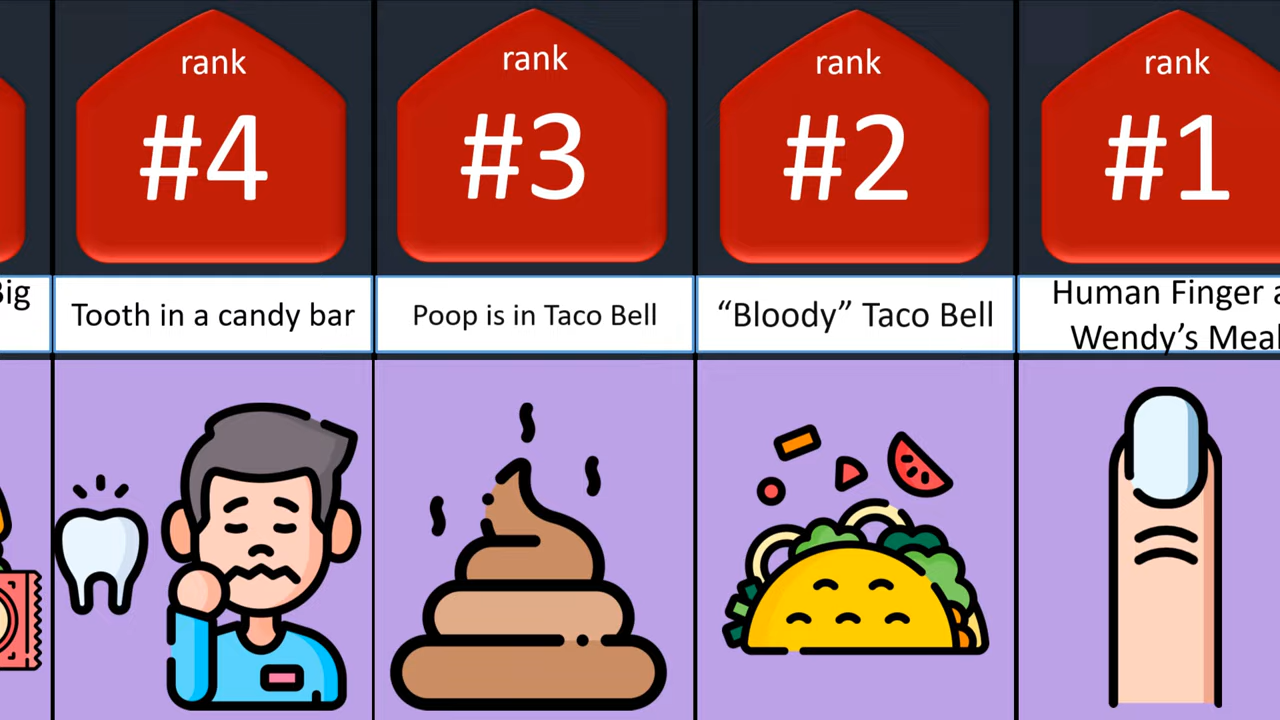 rank
#4
rank
#3
rank
#2
rank
#1
Big
Tooth in a candy bar
Poop is in Taco Bell
“Bloody” Taco Bell
Human Finger
Wendy’s Meal